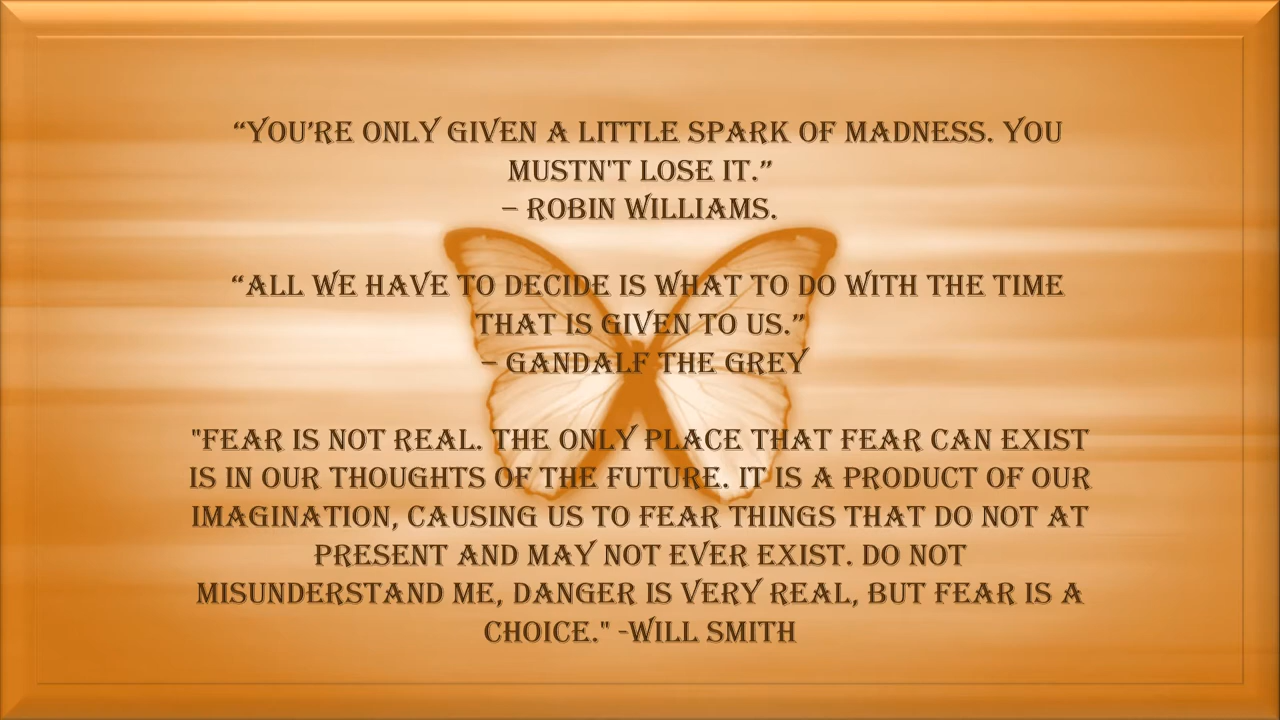 “YOU’RE ONLY GIVEN A LITTLE SPARK OF MADNESS. YOU
MUSTN'T LOSE IT.”
– ROBIN WILLIAMS.
“ALL WE HAVE TO DECIDE IS WHAT TO DO WITH THE TIME
THAT IS GIVEN TO US.”
– GANDALF THE GREY
"FEAR IS NOT REAL. THE ONLY PLACE THAT FEAR CAN EXIST
IS IN OUR THOUGHTS OF THE FUTURE. IT IS A PRODUCT OF OUR
IMAGINATION, CAUSING US TO FEAR THINGS THAT DO NOT AT
PRESENT AND MAY NOT EVER EXIST. DO NOT
MISUNDERSTAND ME, DANGER IS VERY REAL, BUT FEAR IS A
CHOICE." -WILL SMITH